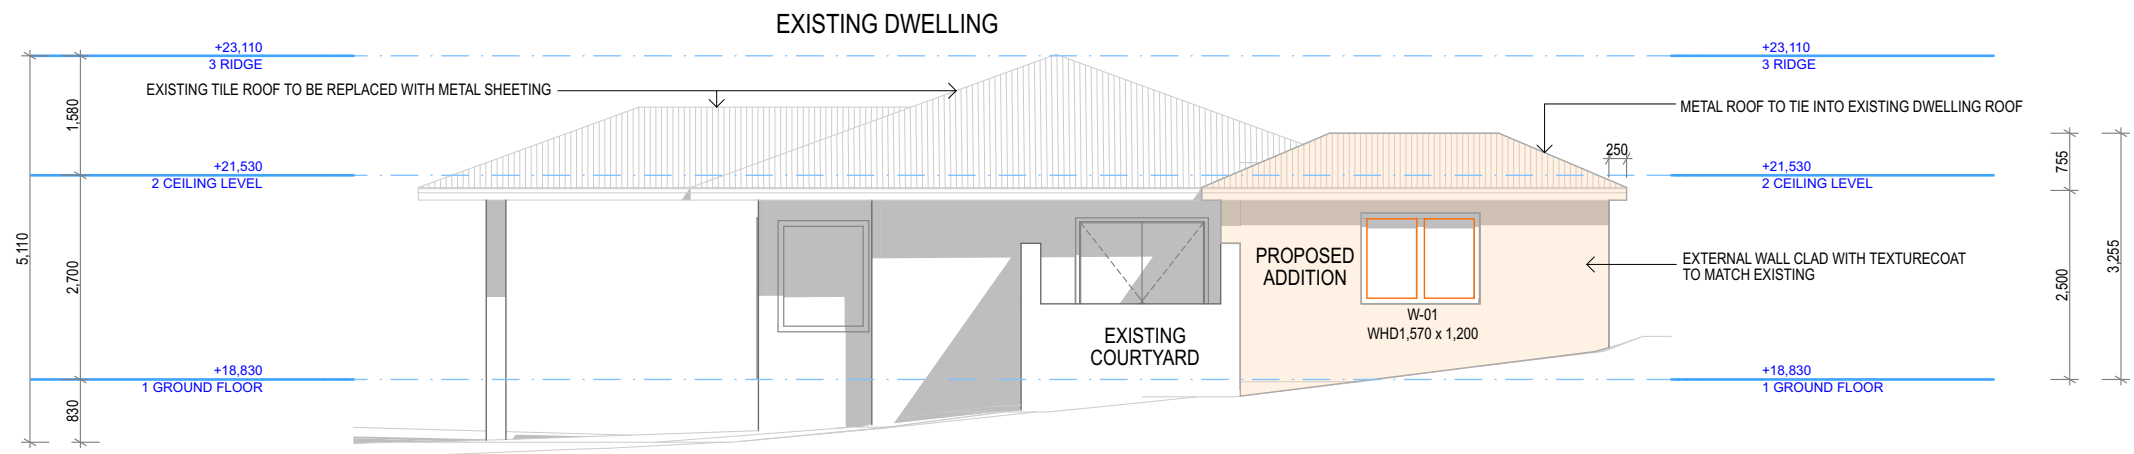 EXISTING DWELLING
+23,110
3 RIDGE
+23,110
3 RIDGE
EXISTING TILE ROOF TO BE REPLACED WITH METAL SHEETING
METAL ROOF TO TIE INTO EXISTING DWELLING ROOF
1,580
250
755
+21,530
2 CEILING LEVEL
+21,530
2 CEILING LEVEL
5,110
2,700
PROPOSED
ADDITION
EXTERNAL WALL CLAD WITH TEXTURECOAT
TO MATCH EXISTING
2,500
3,255
W-01
WHD1,570 x 1,200
EXISTING
COURTYARD
+18,830
1 GROUND FLOOR
+18,830
1 GROUND FLOOR
830